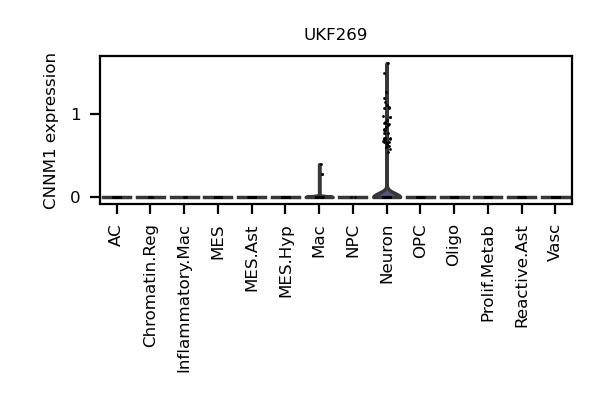 UKF269
CNNM1 expression
1
0
AC
Chromatin.Reg
Inflammatory.Mac
MES
MES.Ast
MES.Hyp
Mac
NPC
Neuron
OPC
Oligo
Prolif.Metab
Reactive.Ast
Vasc